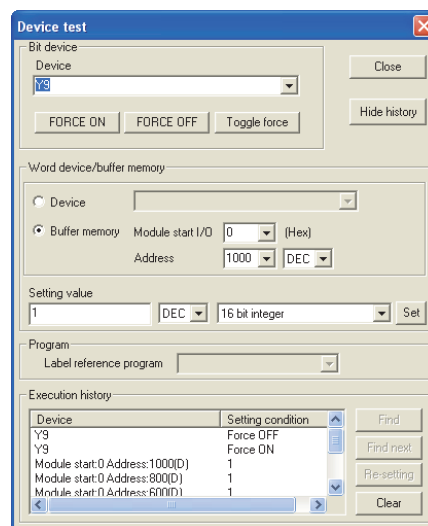 Device test
Bit device
Device
Y9
Close
FORCE ON FORCE OFF Toggle force
Hide history
Word device/buffer memory
Device
Buffer memory Module start I/O 0 (Hex)
Address 1000 DEC
Setting value
1 DEC 16 bit integer Set
Program
Label reference program
Execution history
Device Setting condition
Y9 Force OFF
Y9 Force ON
Module start:0 Address:1000(D) 1
Module start:0 Address:800(D) 1
Module start:0 Address:600(D) 1
Find
Find next
Re-setting
Clear